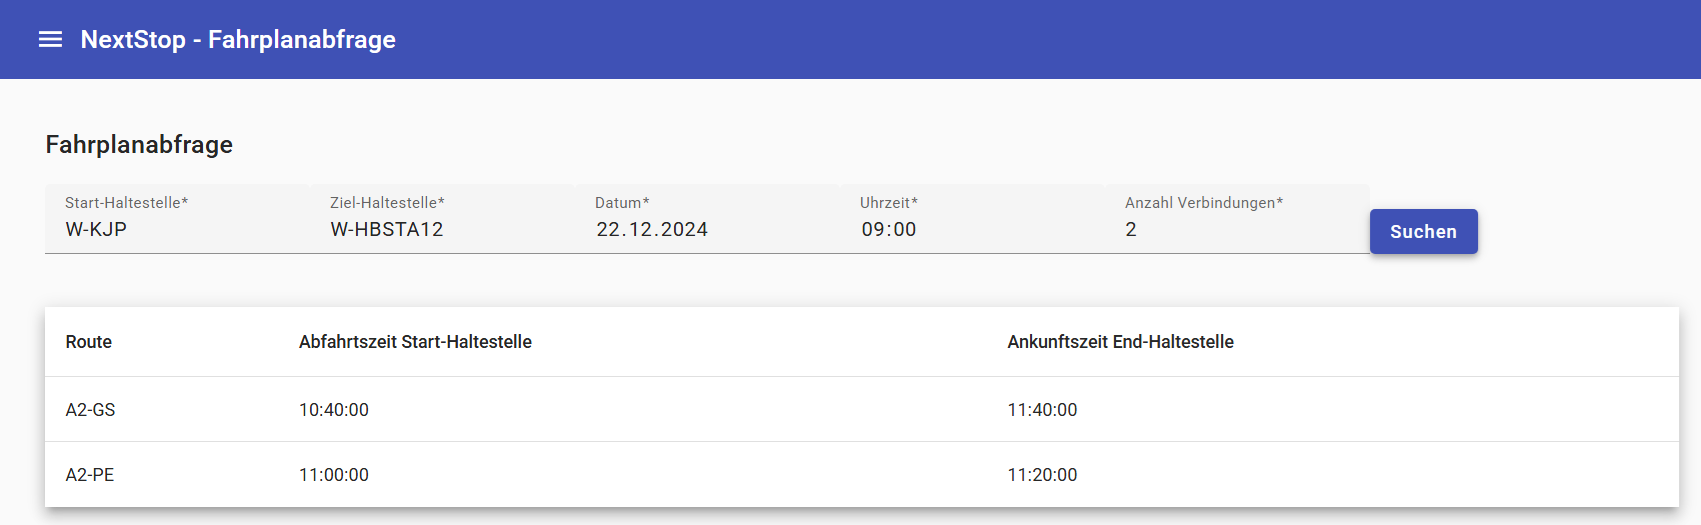 NextStop - Fahrplanabfrage
Fahrplanabfrage
Start-Haltestelle* Ziel-Haltestelle* Datum* Uhrzeit* Anzahl Verbindungen*
W-KJP W-HBSTA12 22.12.2024 09:00 2 Suchen
Route Abfahrtszeit Start-Haltestelle Ankunftszeit End-Haltestelle
A2-GS 10:40:00 11:40:00
A2-PE 11:00:00 11:20:00